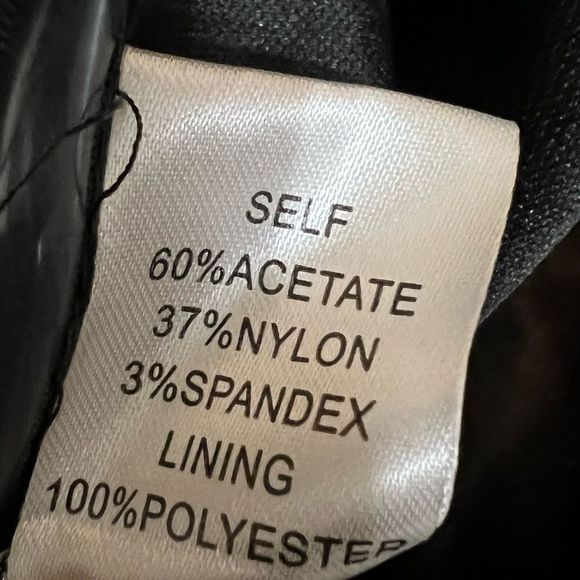 SELF
60%ACETATE
37%NYLON
3%SPANDEX
LINING
100%POLYESTER